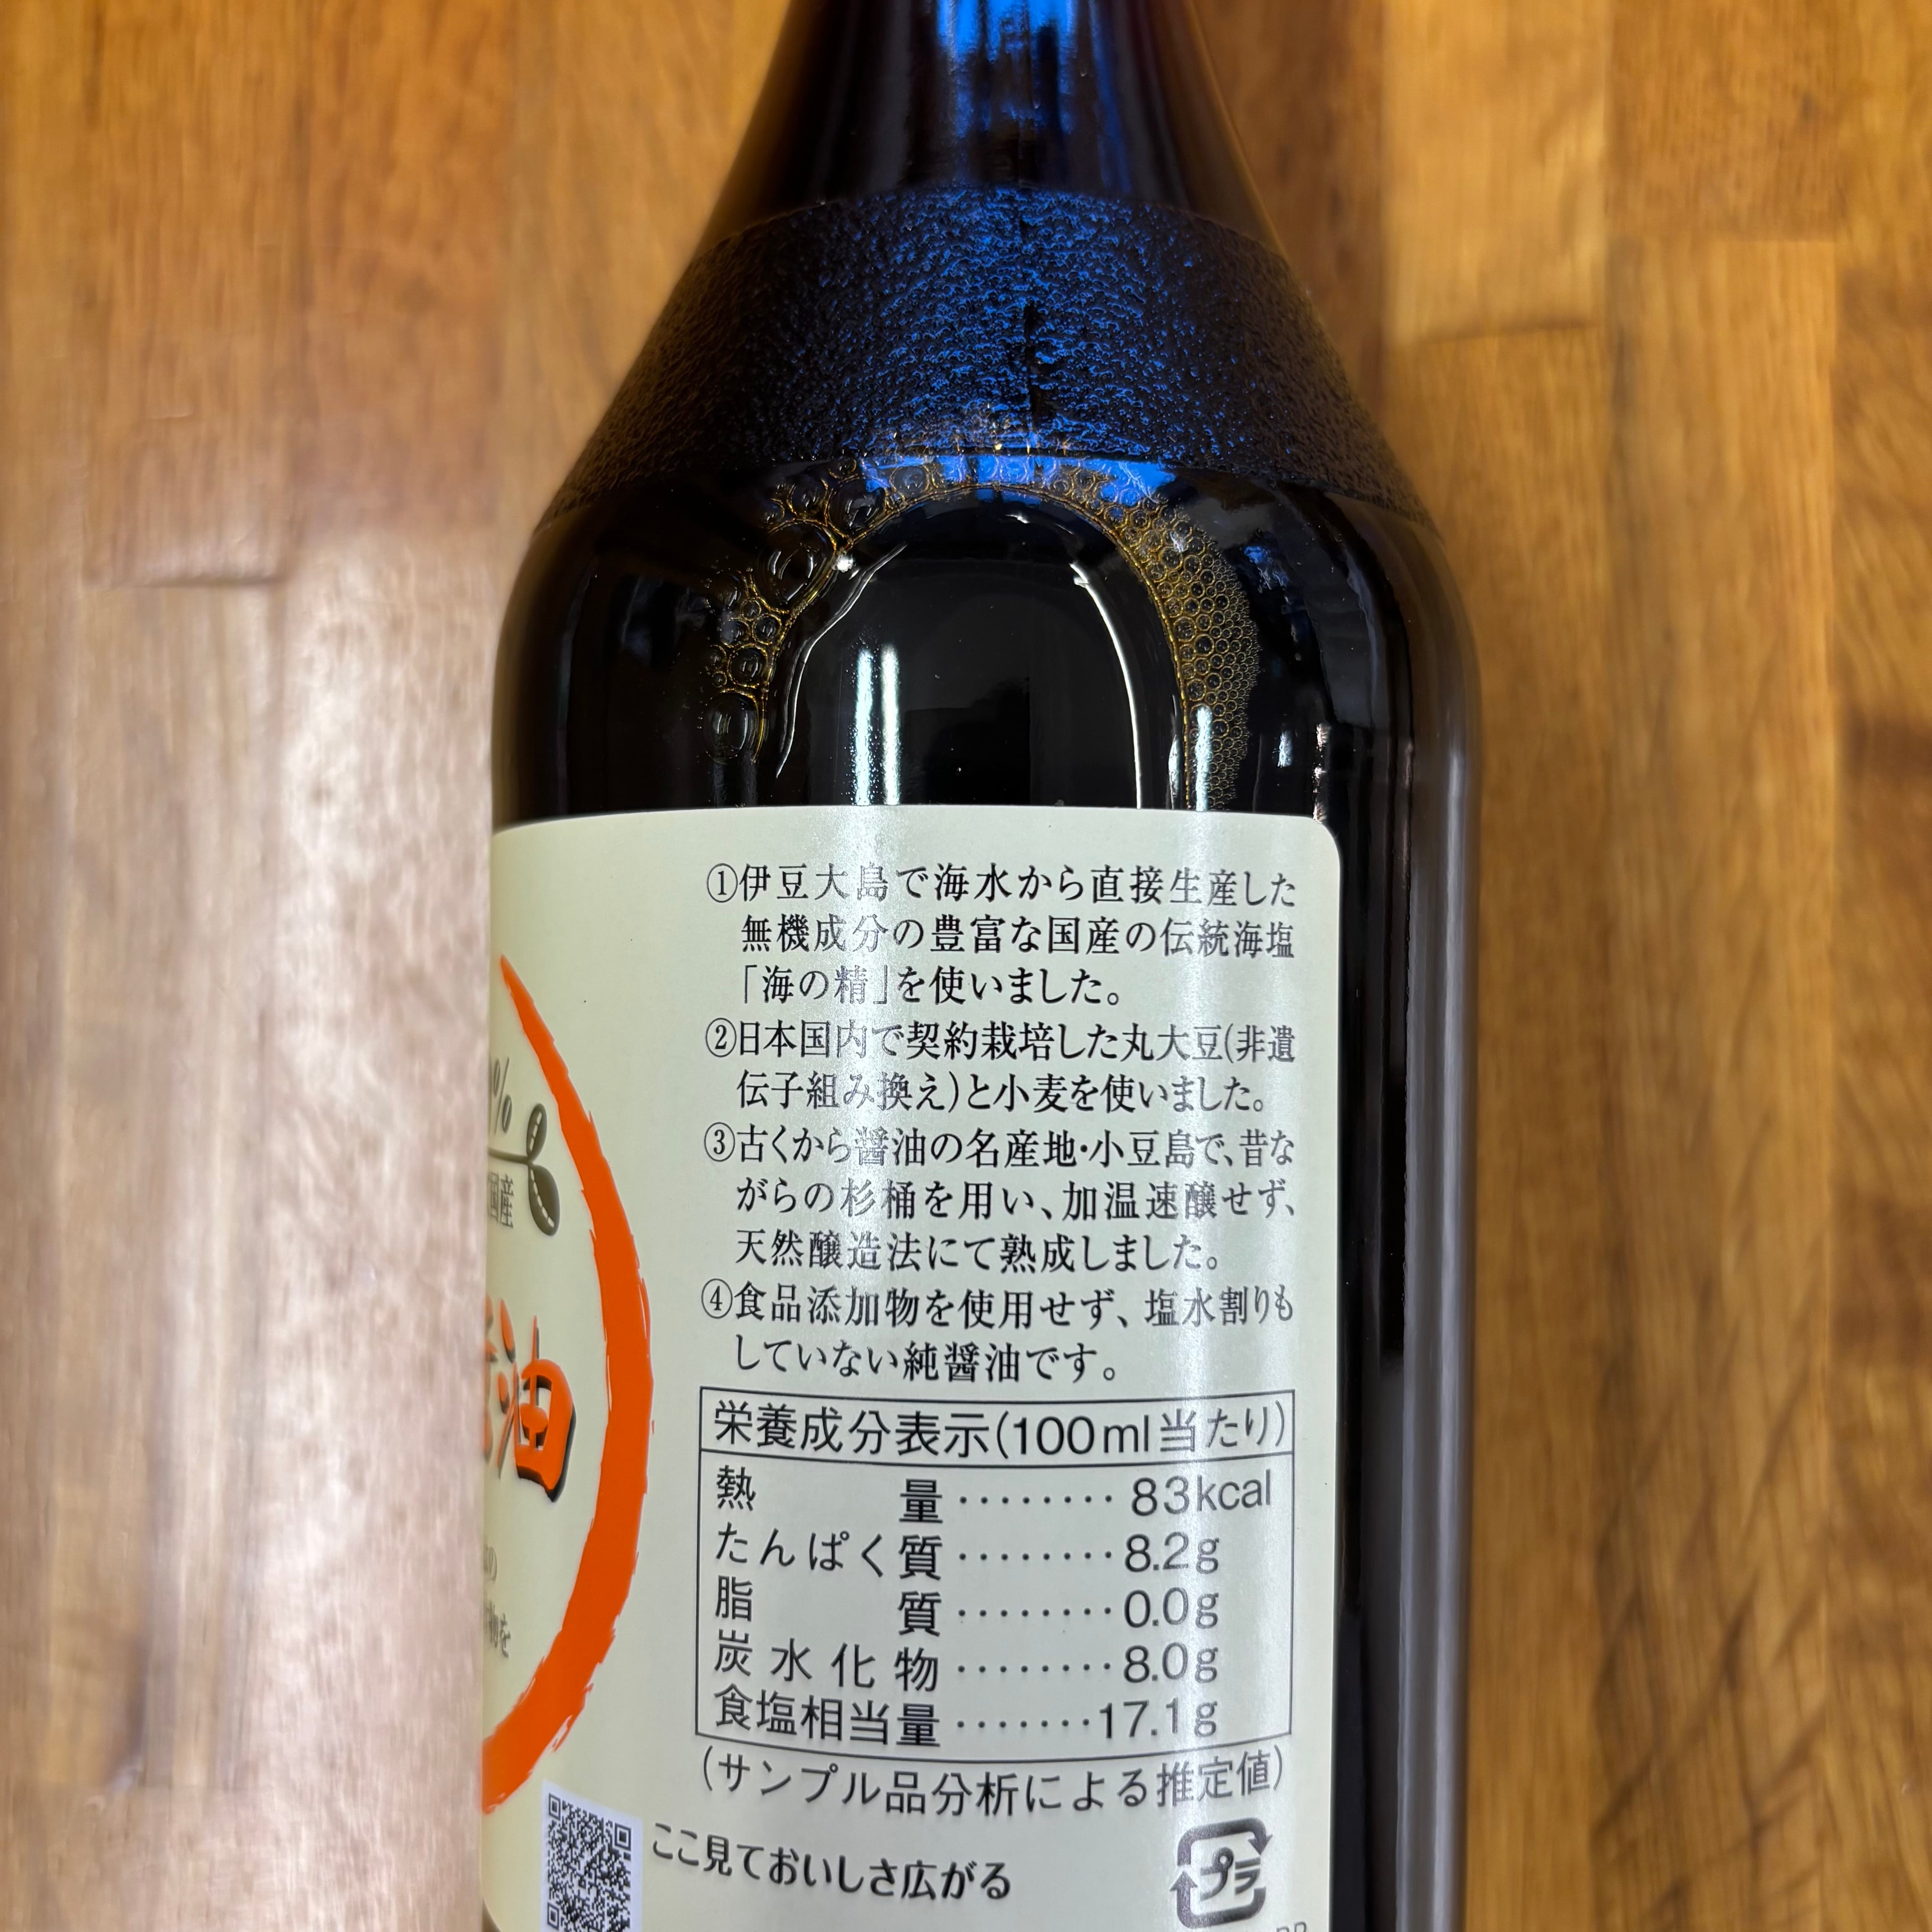 ①伊豆大島で海水から直接生産した
無機成分の豊富な国産の伝統海塩
「海の精」を使いました。
②日本国内で契約栽培した丸大豆(非遺
伝子組み換え)と小麦を使いました。
③古くから醤油の名産地・小豆島で、昔な
がらの杉桶を用い、加温速醸せず、
天然醸造法にて熟成しました。
④食品添加物を使用せず、塩水割りも
していない純醤油です。
栄養成分表示(100ml当たり)
熱量········83kcal
たんぱく質········8.2g
脂質········0.0g
炭水化物········8.0g
食塩相当量·······17.1g
(サンプル品分析による推定値)
ここ見ておいしさ広がる
プラ
%
国産
油